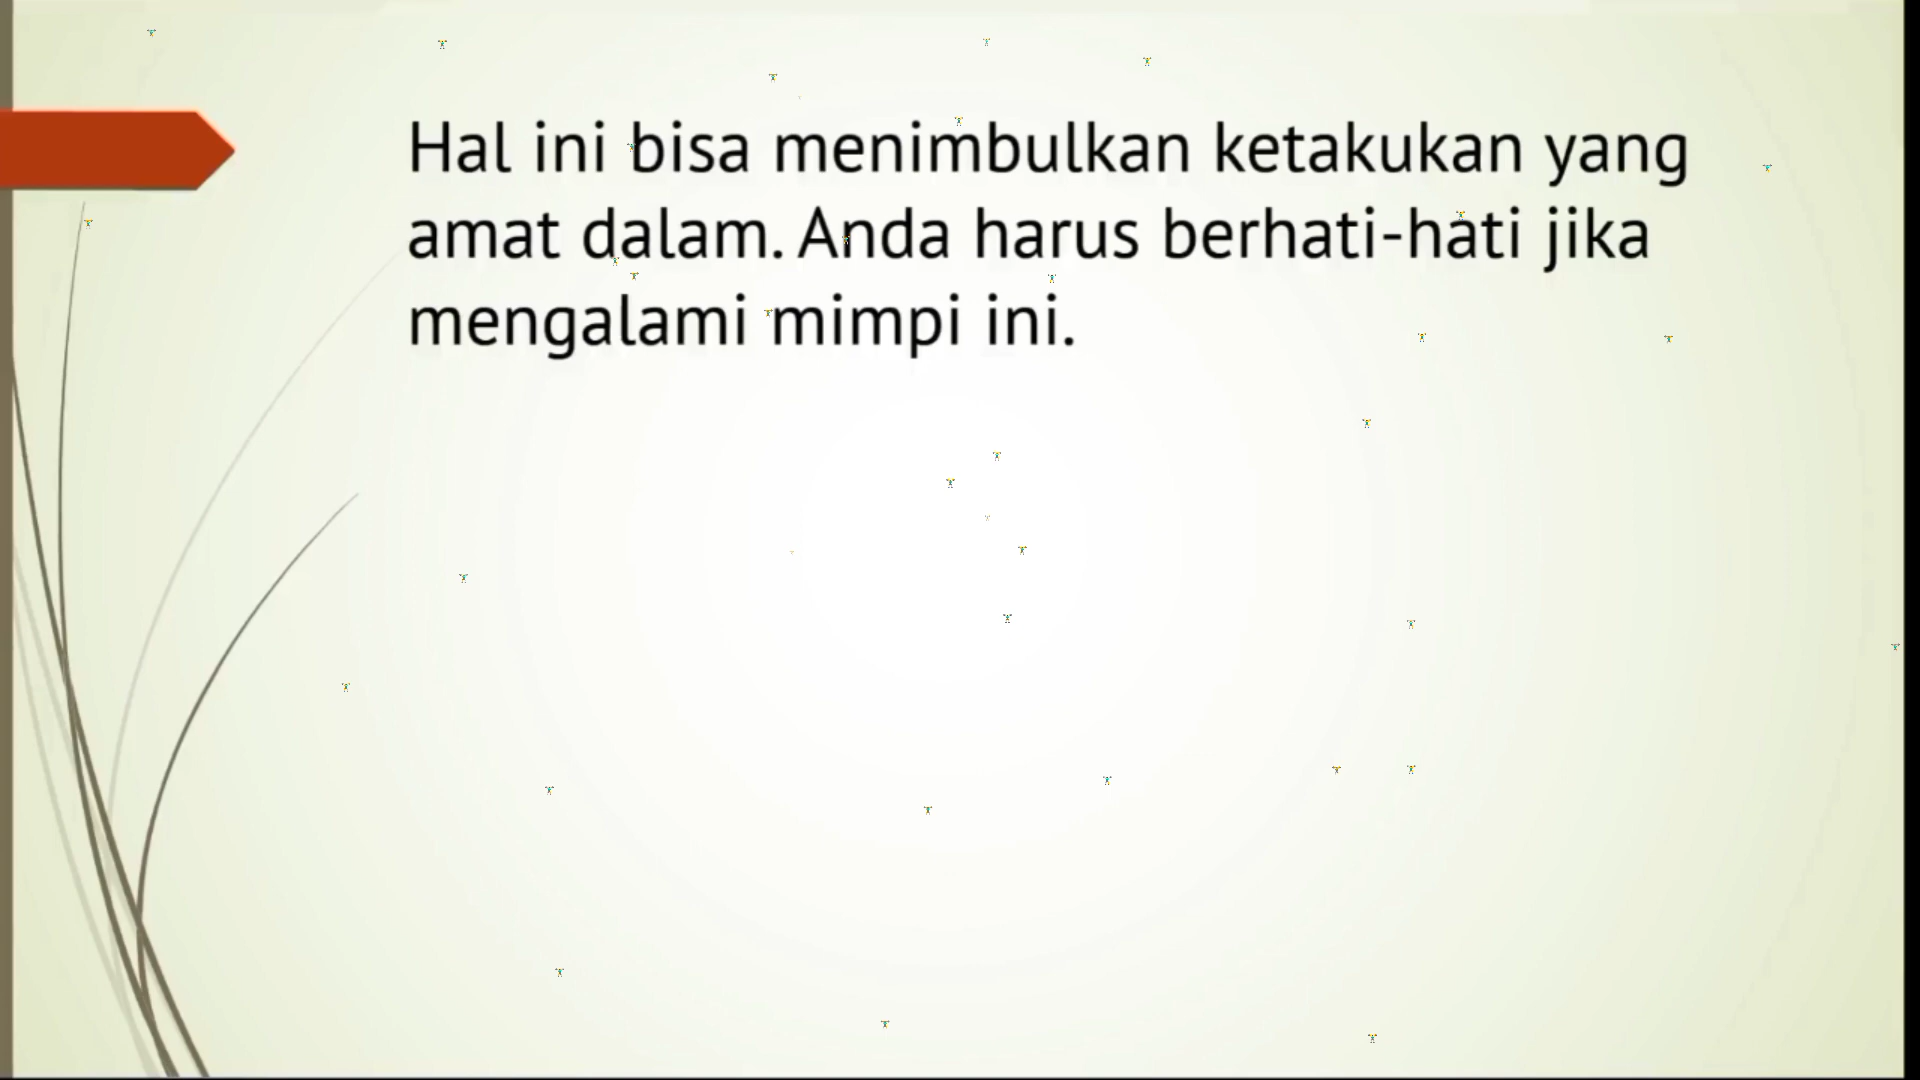 Hal ini bisa menimbulkan ketakukan yang
amat dalam. Anda harus berhati-hati jika
mengalami mimpi ini.